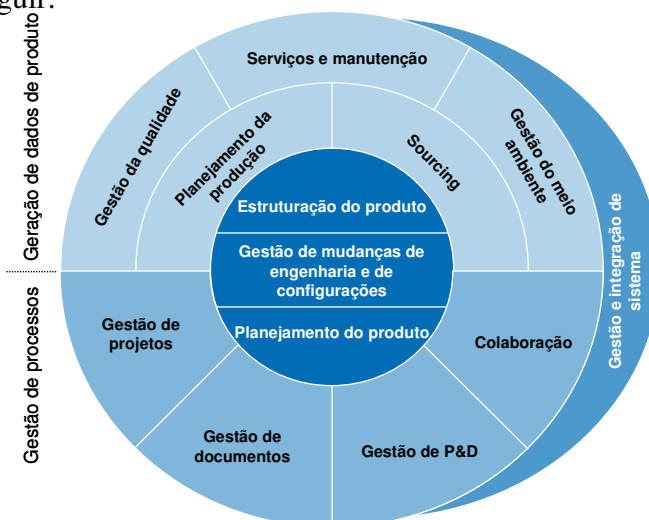 guir:
Geração de dados de produto
Gestão de processos
Serviços e manutenção
Gestão da qualidade
Planejamento da
produção
Sourcing
Gestão do meio
ambiente
Estruturação do produto
Gestão de mudanças de
engenharia e de
configurações
Planejamento do produto
Gestão e integração de
sistema
Gestão de
projetos
Colaboração
Gestão de
documentos
Gestão de P&D